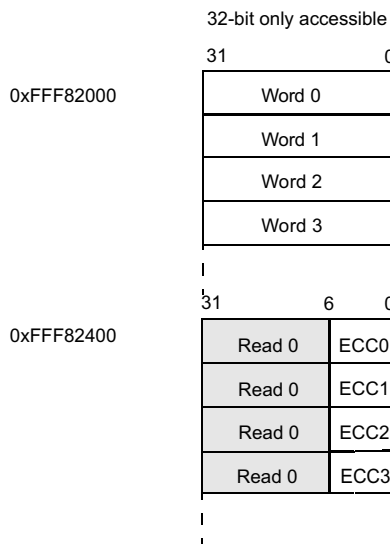 32-bit only accessible
31 0
0xFFF82000
Word 0
Word 1
Word 2
Word 3
31 6 0
0xFFF82400
Read 0 ECC0
Read 0 ECC1
Read 0 ECC2
Read 0 ECC3